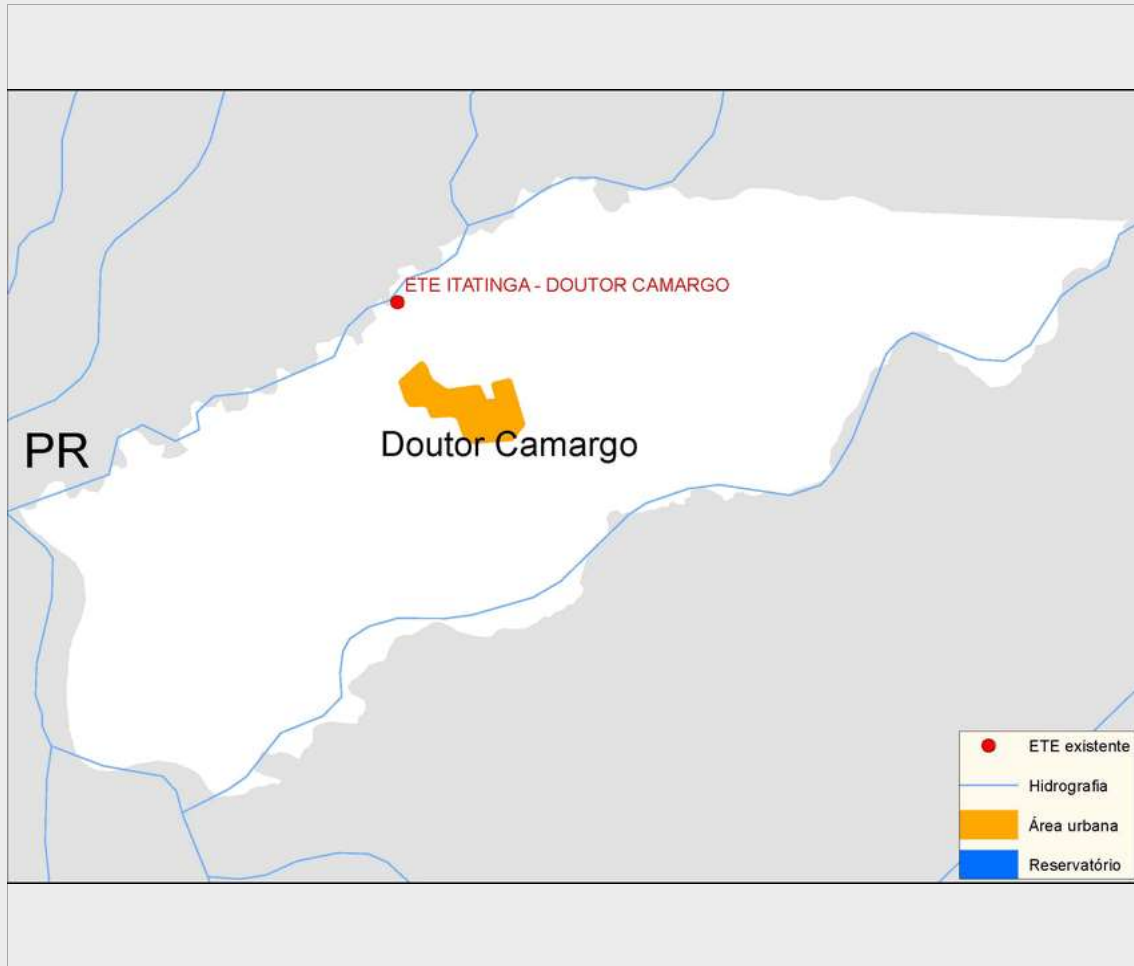 ETE ITATINGA - DOUTOR CAMARGO
PR
Doutor Camargo
ETE existente
Hidrografia
Área urbana
Reservatório